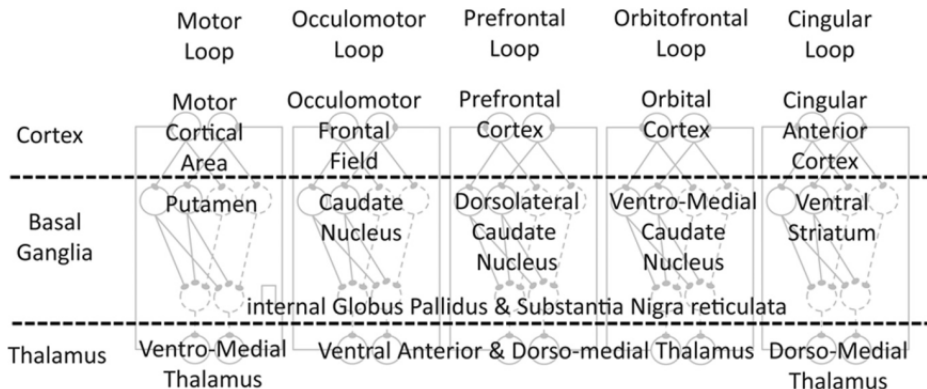 Motor Loop
Occulomotor Loop
Prefrontal Loop
Orbitofrontal Loop
Cingular Loop
Cortex
Motor Cortical Area
Occulomotor Frontal Field
Prefrontal Cortex
Orbital Cortex
Cingular Anterior Cortex
Basal Ganglia
Putamen
Caudate Nucleus
Dorsolateral Caudate Nucleus
Ventro-Medial Caudate Nucleus
Ventral Striatum
internal Globus Pallidus & Substantia Nigra reticulata
Thalamus
Ventro-Medial Thalamus
Ventral Anterior & Dorso-medial Thalamus
Dorso-Medial Thalamus